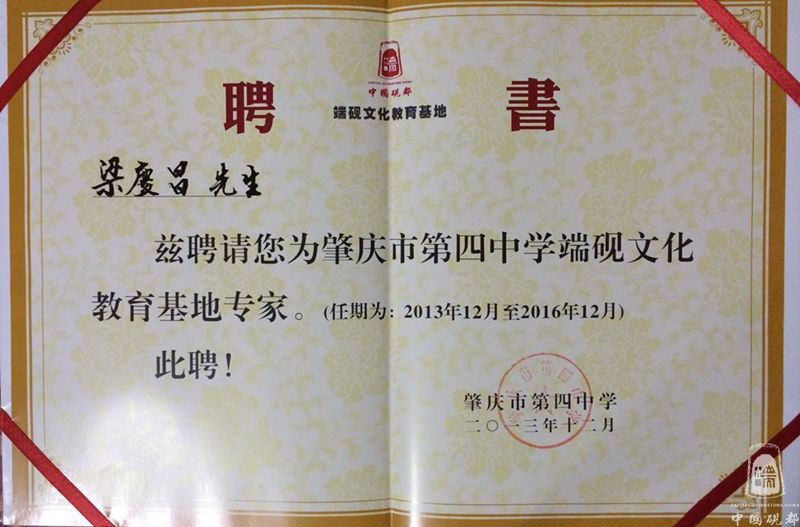 中國硯都
聘 書
端砚文化教育基地
梁慶昌 先生
兹聘请您为肇庆市第四中学端砚文化
教育基地专家。(任期为：2013年12月至2016年12月)
此聘！
肇庆市第四中学
二〇一三年十二月
中國硯都